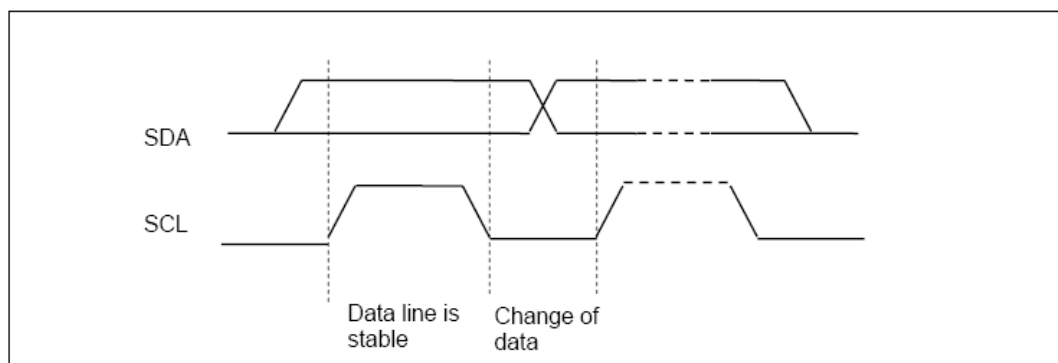 SDA
SCL
Data line is
stable
Change of
data